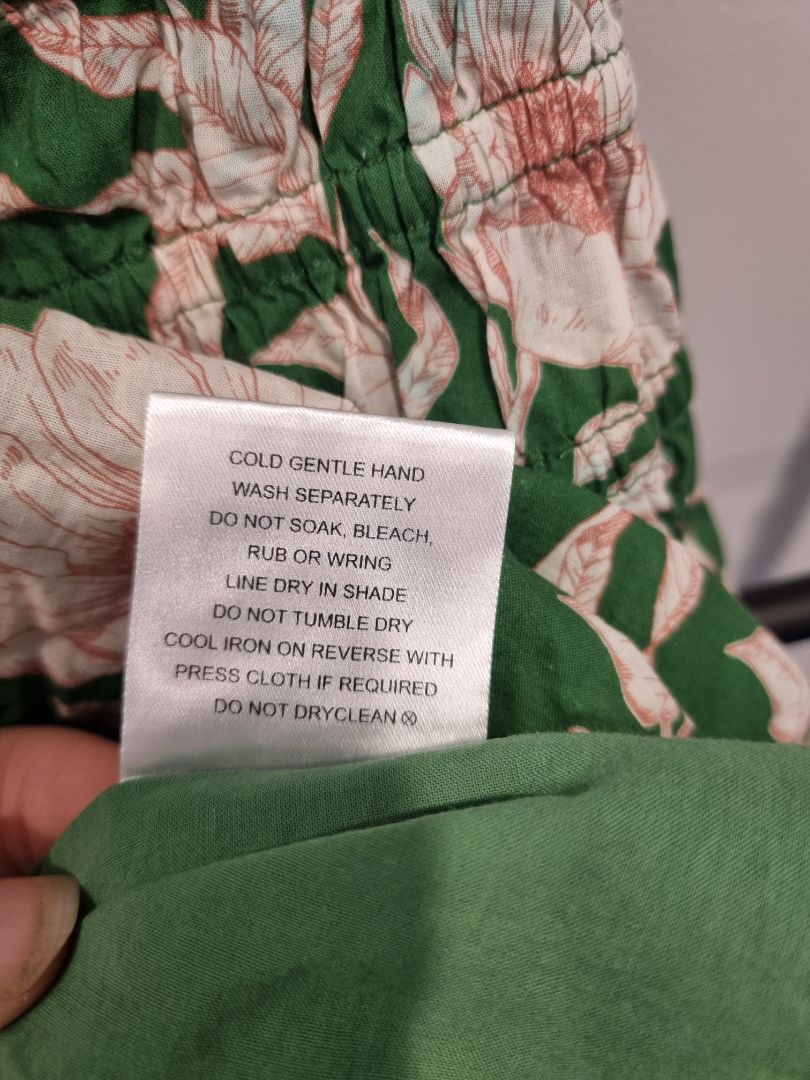 COLD GENTLE HAND
WASH SEPARATELY
DO NOT SOAK, BLEACH,
RUB OR WRING
LINE DRY IN SHADE
DO NOT TUMBLE DRY
COOL IRON ON REVERSE WITH
PRESS CLOTH IF REQUIRED
DO NOT DRYCLEAN ⓧ